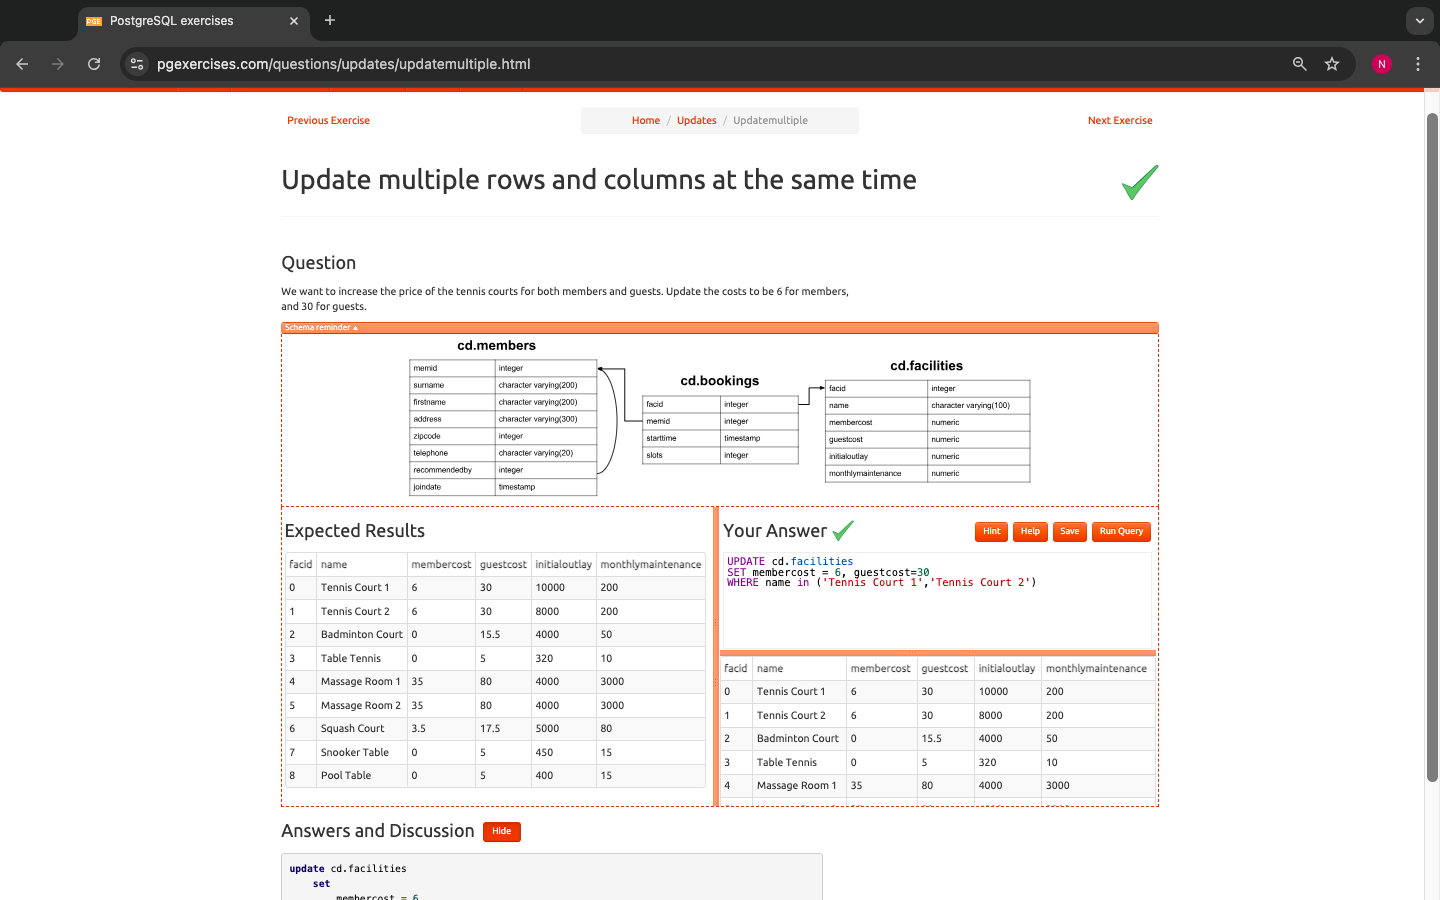 PGE PostgreSQL exercises
pgexercises.com/questions/updates/updatemultiple.html
N
Previous Exercise
Home / Updates / Updatemultiple
Next Exercise
Update multiple rows and columns at the same time
Question
We want to increase the price of the tennis courts for both members and guests. Update the costs to be 6 for members,
and 30 for guests.
Schema reminder
cd.members
memid integer
surname character varying(200)
firstname character varying(200)
address character varying(300)
zipcode integer
telephone character varying(20)
recommendedby integer
joindate timestamp
cd.bookings
facid integer
memid integer
starttime timestamp
slots integer
cd.facilities
facid integer
name character varying(100)
membercost numeric
guestcost numeric
initialoutlay numeric
monthlymaintenance numeric
Expected Results
facid name membercost guestcost initialoutlay monthlymaintenance
0 Tennis Court 1 6 30 10000 200
1 Tennis Court 2 6 30 8000 200
2 Badminton Court 0 15.5 4000 50
3 Table Tennis 0 5 320 10
4 Massage Room 1 35 80 4000 3000
5 Massage Room 2 35 80 4000 3000
6 Squash Court 3.5 17.5 5000 80
7 Snooker Table 0 5 450 15
8 Pool Table 0 5 400 15
Your Answer
Hint Help Save Run Query
UPDATE cd.facilities
SET membercost = 6, guestcost=30
WHERE name in ('Tennis Court 1','Tennis Court 2')
facid name membercost guestcost initialoutlay monthlymaintenance
0 Tennis Court 1 6 30 10000 200
1 Tennis Court 2 6 30 8000 200
2 Badminton Court 0 15.5 4000 50
3 Table Tennis 0 5 320 10
4 Massage Room 1 35 80 4000 3000
Answers and Discussion Hide
update cd.facilities
set
membercost = 6